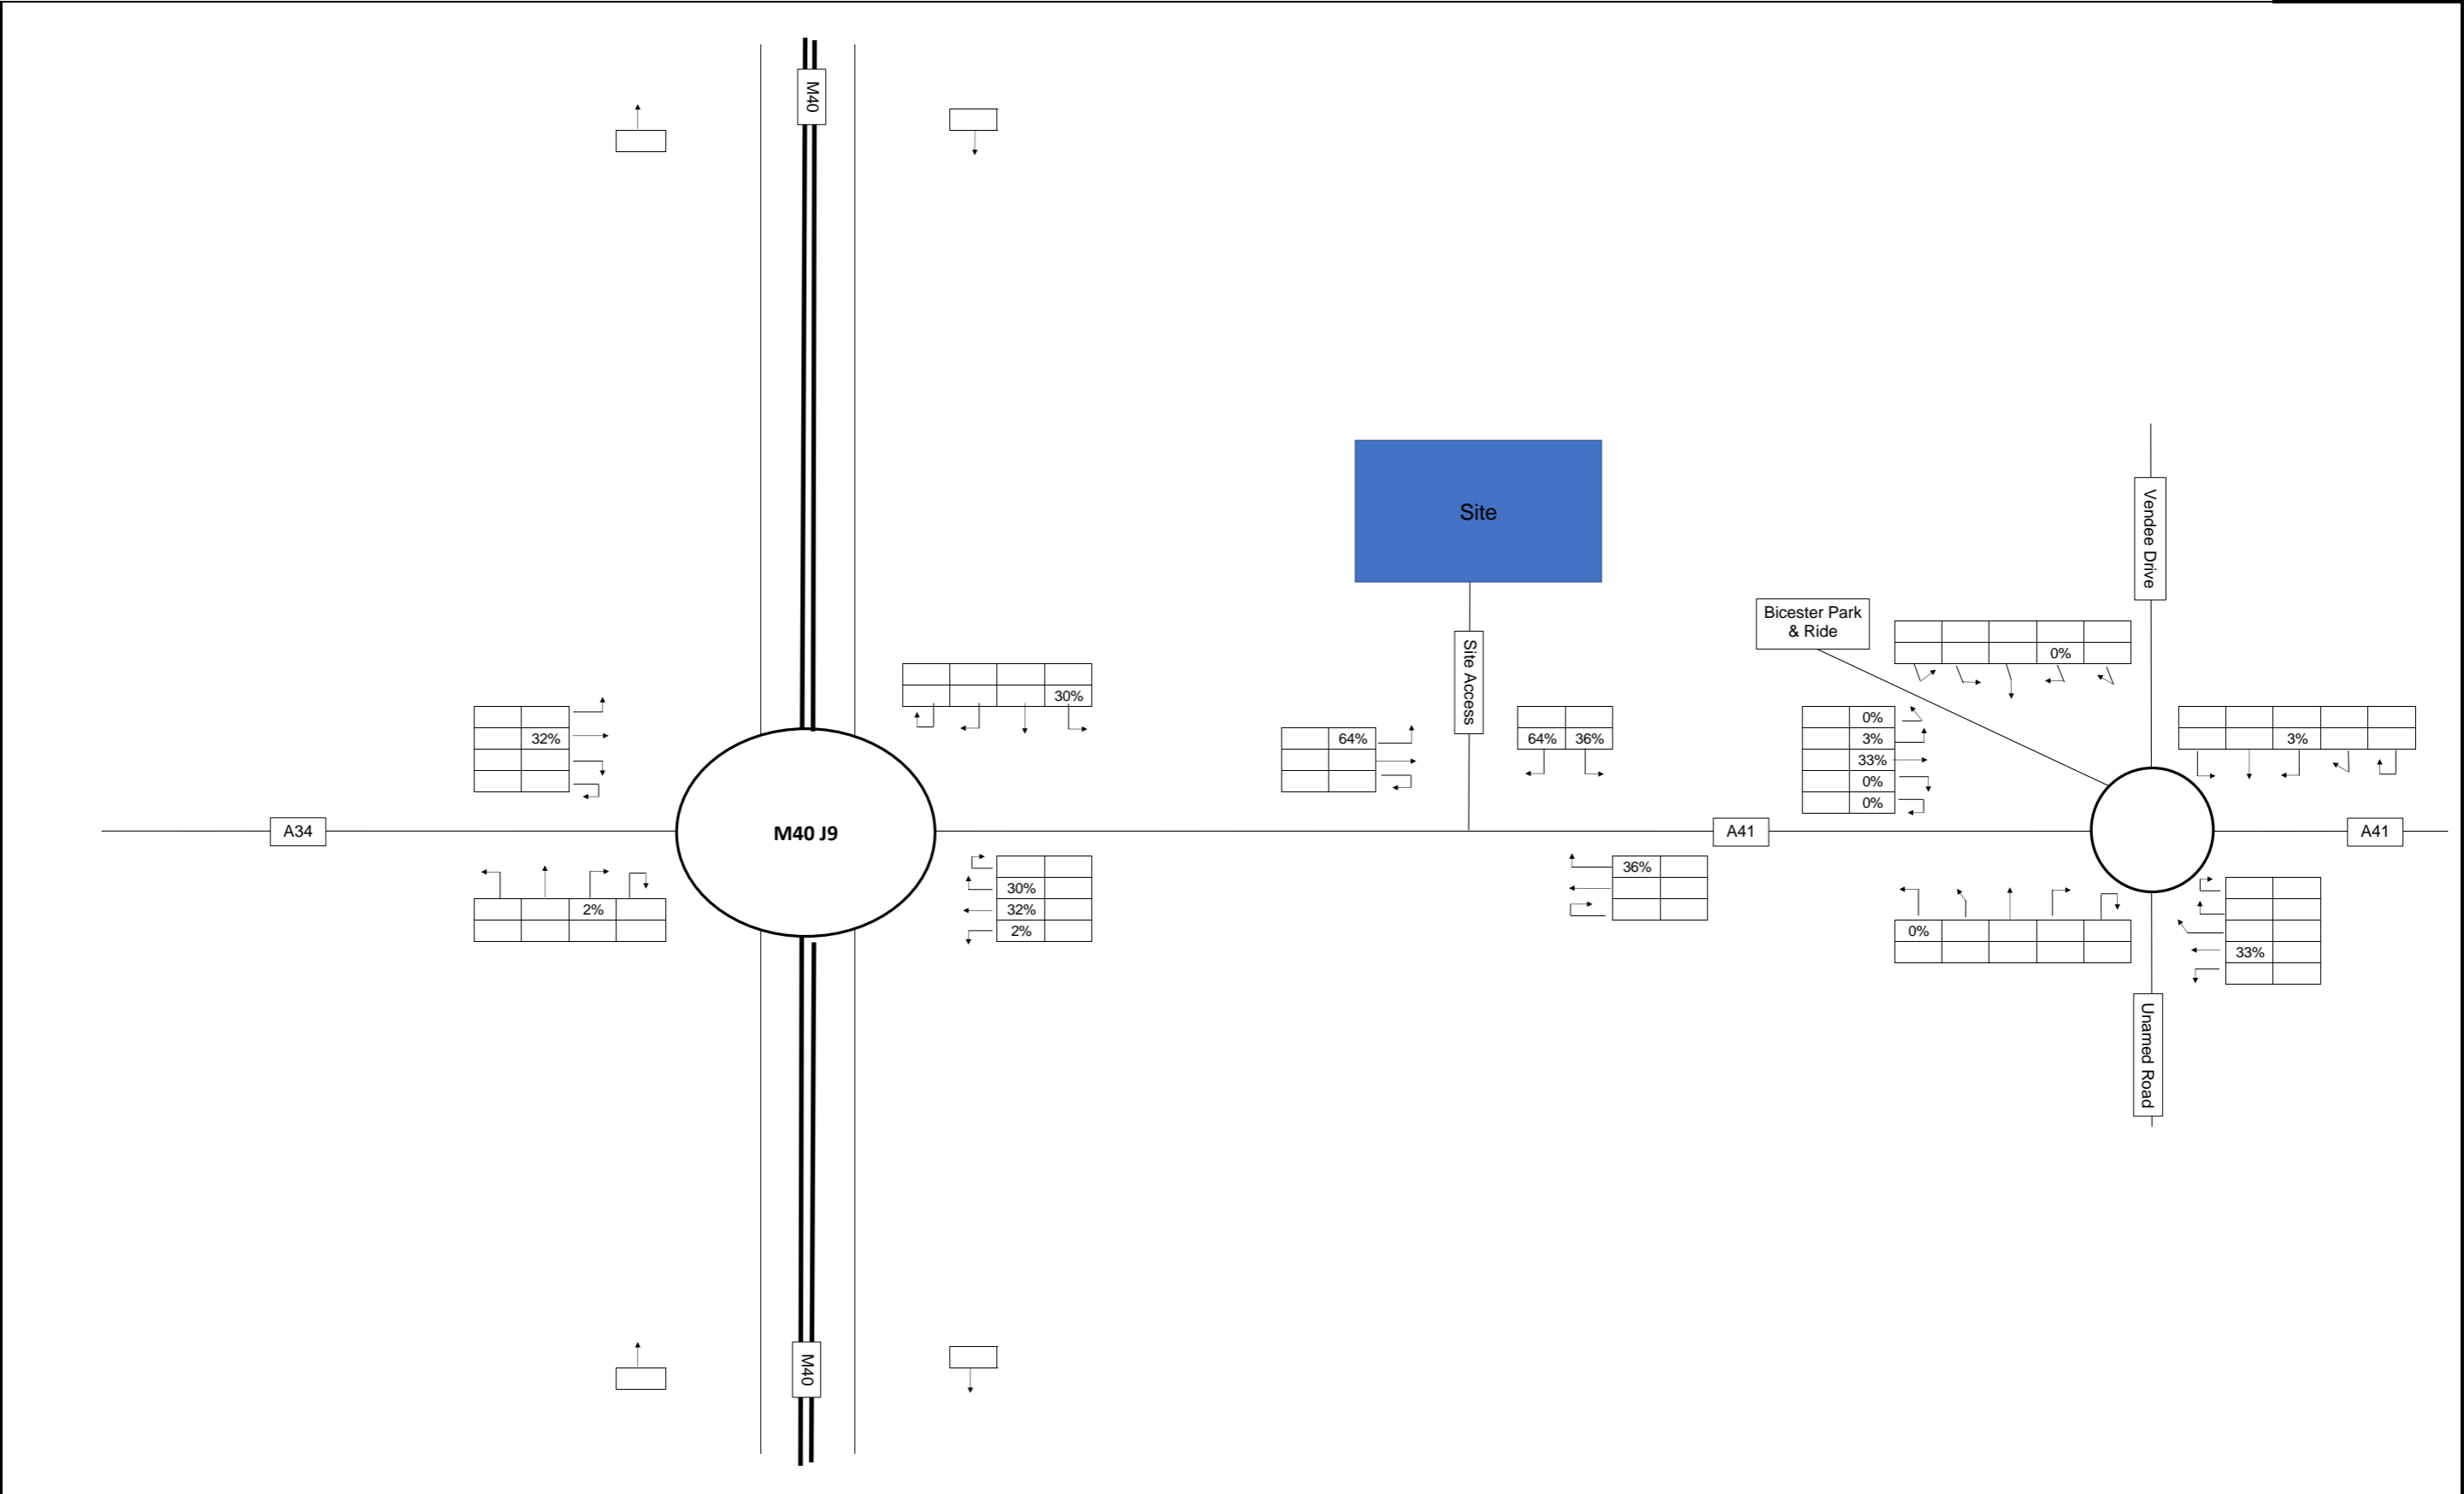 M40
Site
Vendee Drive
Bicester Park
& Ride
Site Access
0%
30%
32%
64%
64% 36%
0%
3%
33%
0%
0%
3%
A34
M40 J9
A41
A41
30%
32%
2%
2%
36%
0%
33%
Unamed Road
M40